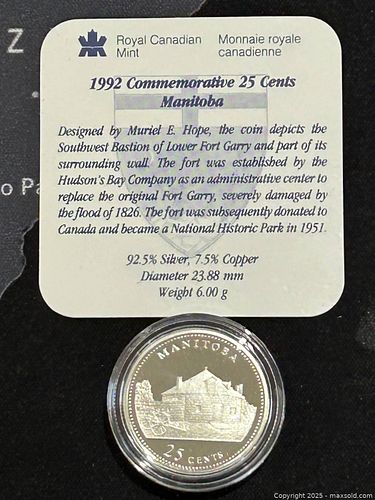 Z
Royal Canadian Mint
Monnaie royale canadienne
1992 Commemorative 25 Cents
Manitoba
Designed by Muriel E. Hope, the coin depicts the
Southwest Bastion of Lower Fort Garry and part of its
surrounding wall. The fort was established by the
Hudson's Bay Company as an administrative center to
replace the original Fort Garry, severely damaged by
the flood of 1826. The fort was subsequently donated to
Canada and became a National Historic Park in 1951.
92.5% Silver, 7.5% Copper
Diameter 23.88 mm
Weight 6.00 g
o Pa
MANITOBA
25 CENTS
Copyright 2025 - maxsold.com